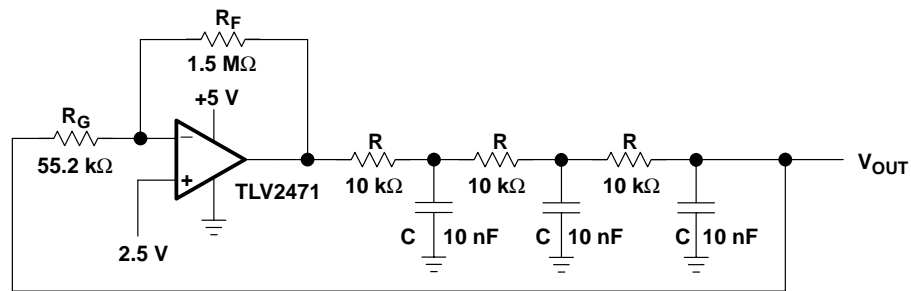 R_F
1.5 MΩ
+5 V
R_G
55.2 kΩ
−
+
TLV2471
2.5 V
R
10 kΩ
R
10 kΩ
R
10 kΩ
C 10 nF
C 10 nF
C 10 nF
V_OUT